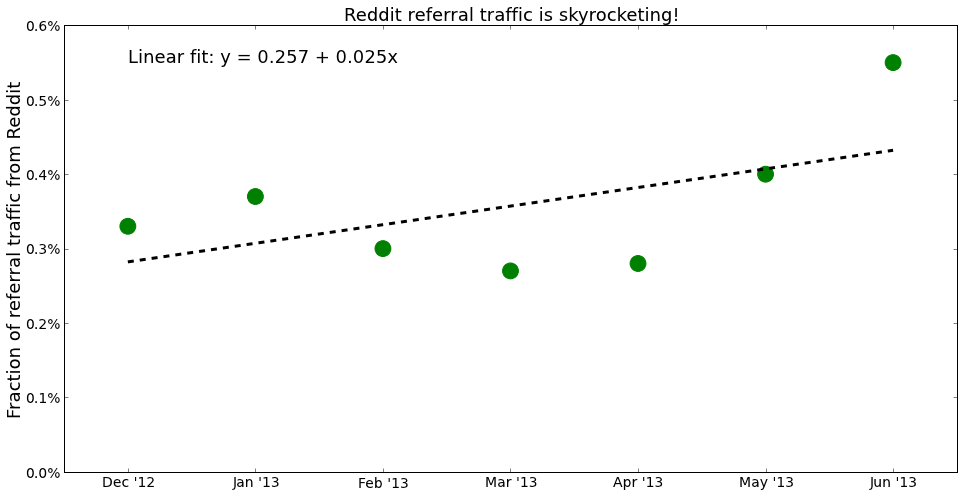 Reddit referral traffic is skyrocketing!
Linear fit: y = 0.257 + 0.025x
Fraction of referral traffic from Reddit
0.6%
0.5%
0.4%
0.3%
0.2%
0.1%
0.0%
Dec '12 Jan '13 Feb '13 Mar '13 Apr '13 May '13 Jun '13